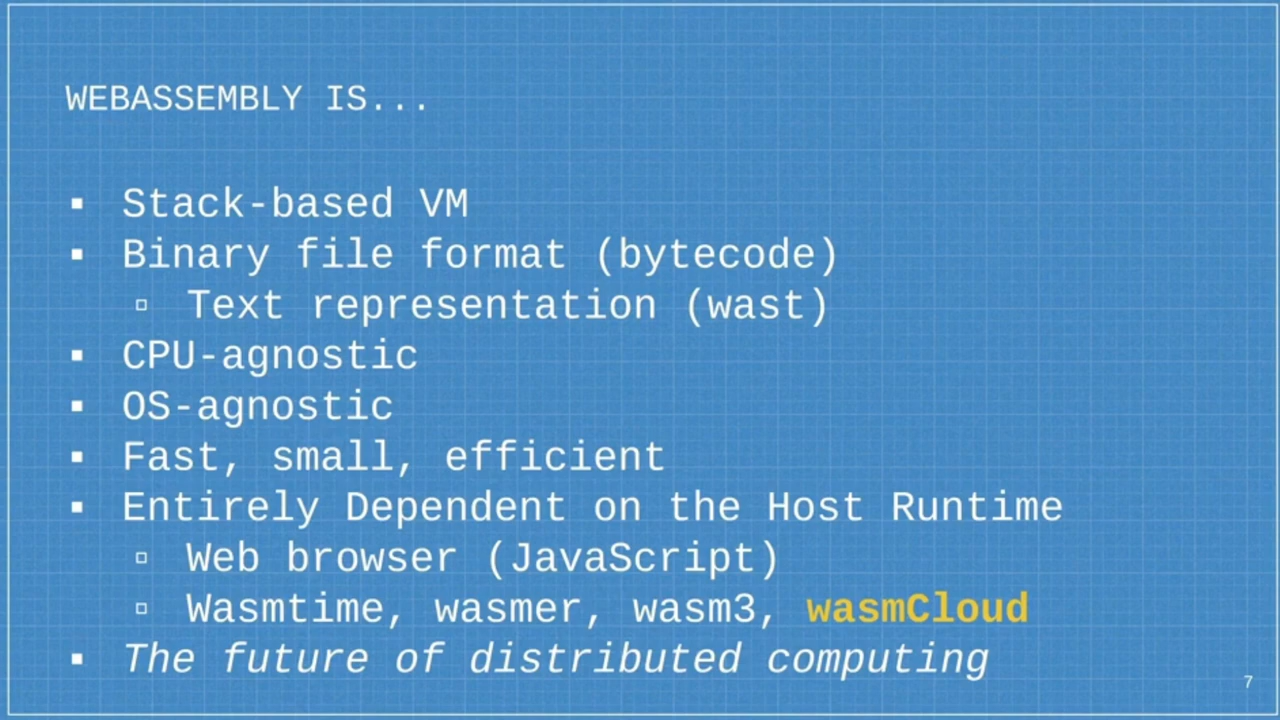 WEBASSEMBLY IS...
▪ Stack-based VM
▪ Binary file format (bytecode)
▫ Text representation (wast)
▪ CPU-agnostic
▪ OS-agnostic
▪ Fast, small, efficient
▪ Entirely Dependent on the Host Runtime
▫ Web browser (JavaScript)
▫ Wasmtime, wasmer, wasm3, wasmCloud
▪ The future of distributed computing
7